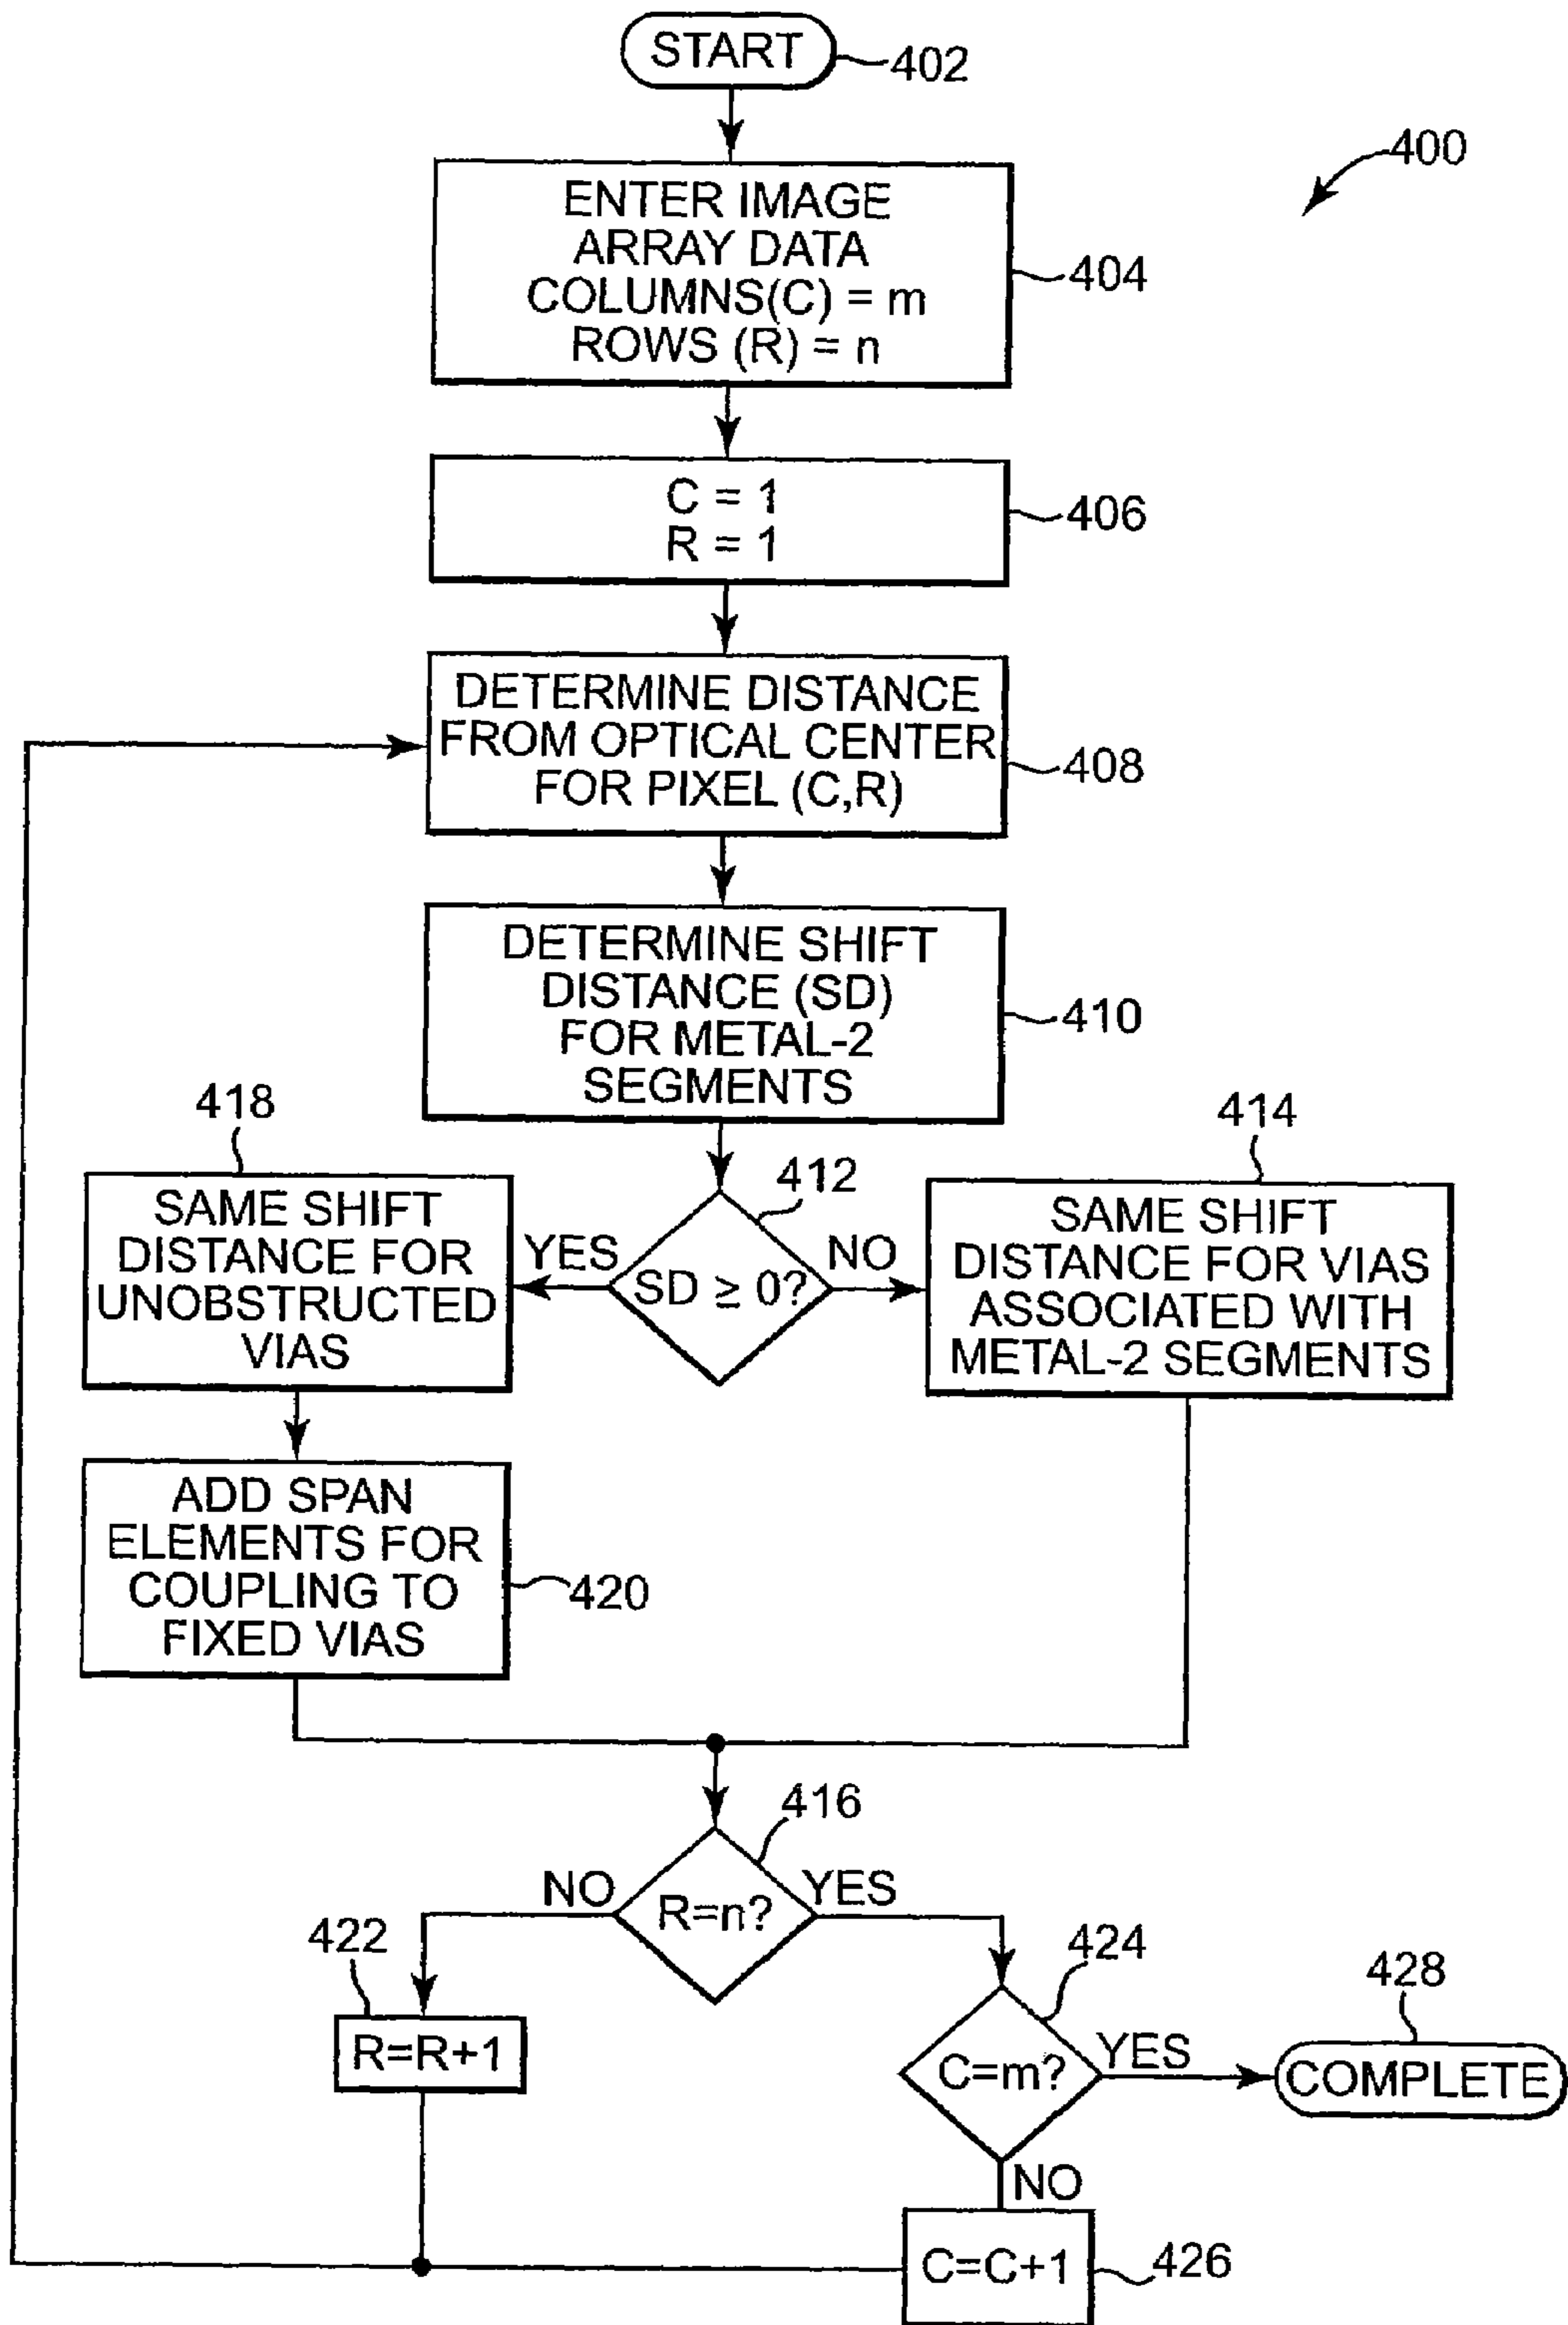 START
402
400
ENTER IMAGE
ARRAY DATA
COLUMNS(C) = m
ROWS (R) = n
404
C = 1
R = 1
406
DETERMINE DISTANCE
FROM OPTICAL CENTER
FOR PIXEL (C,R)
408
DETERMINE SHIFT
DISTANCE (SD)
FOR METAL-2
SEGMENTS
410
418
SAME SHIFT
DISTANCE FOR
UNOBSTRUCTED
VIAS
YES
412
SD ≥ 0?
NO
414
SAME SHIFT
DISTANCE FOR VIAS
ASSOCIATED WITH
METAL-2 SEGMENTS
ADD SPAN
ELEMENTS FOR
COUPLING TO
FIXED VIAS
420
416
NO
R=n?
YES
422
R=R+1
424
C=m?
YES
428
COMPLETE
NO
C=C+1
426